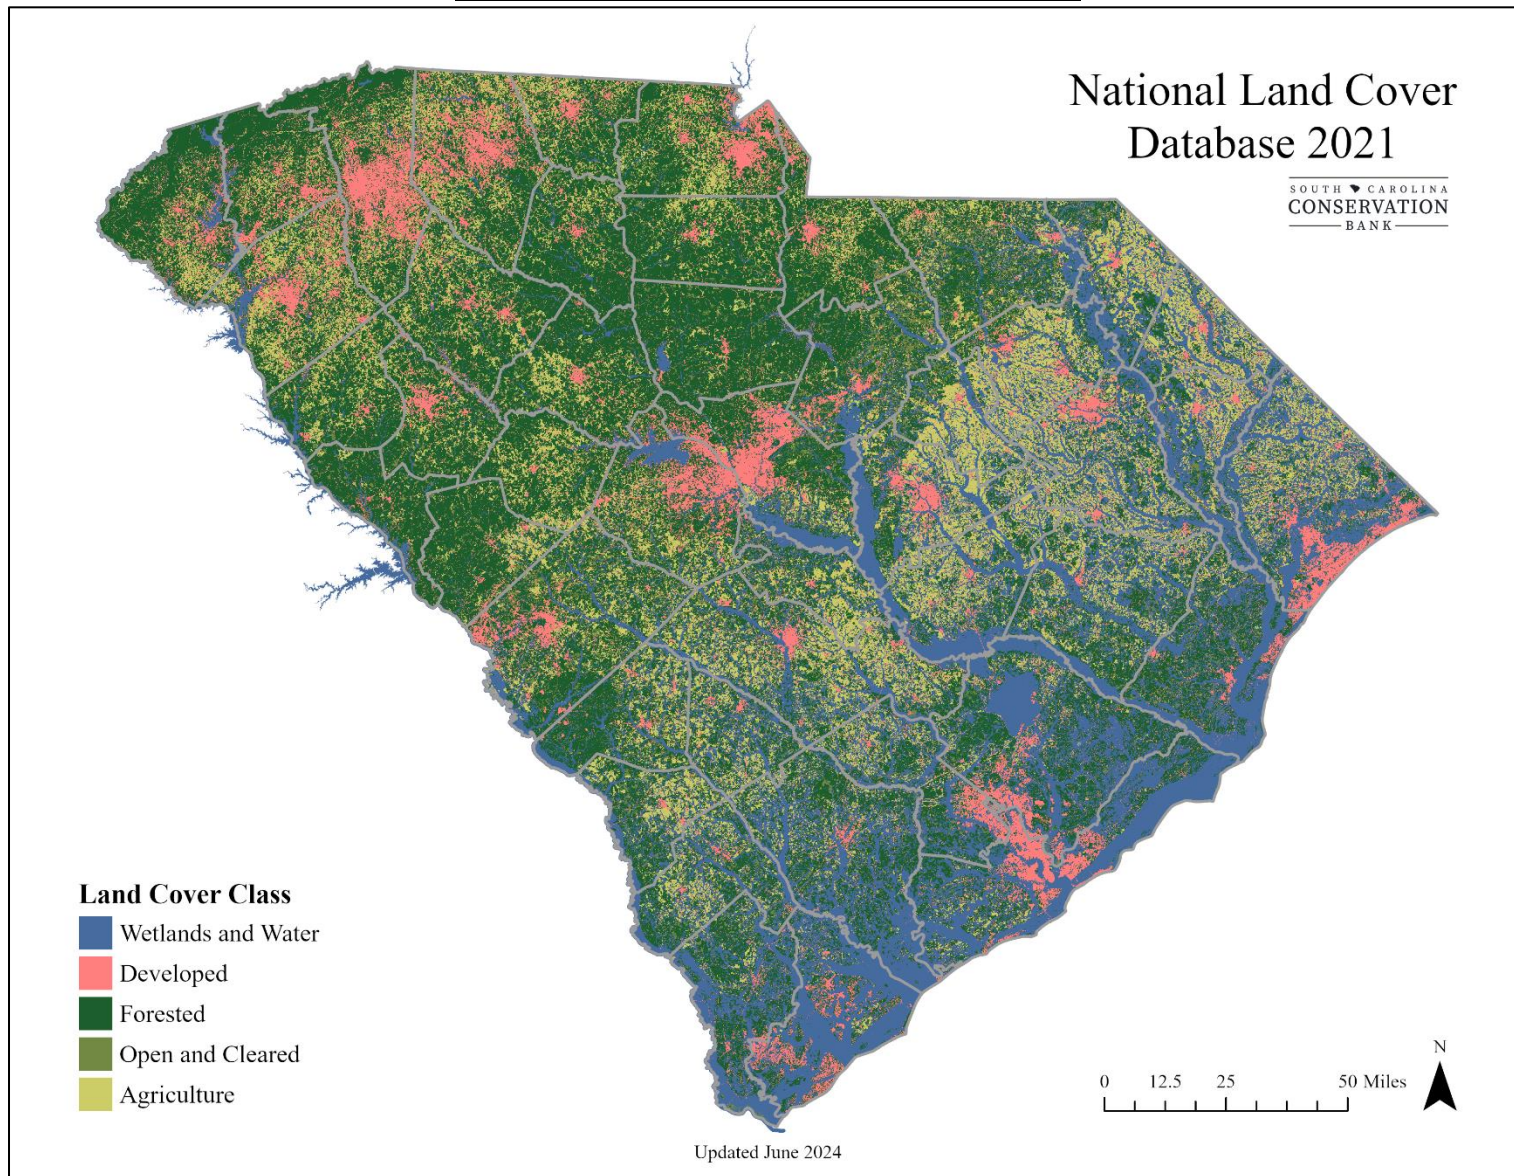 National Land Cover
Database 2021
SOUTH CAROLINA
CONSERVATION
BANK
Land Cover Class
Wetlands and Water
Developed
Forested
Open and Cleared
Agriculture
N
0 12.5 25 50 Miles
Updated June 2024